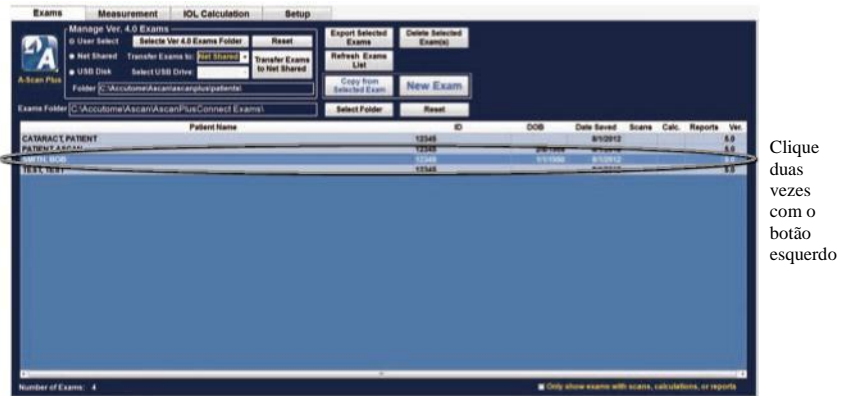 Exams Measurement IOL Calculation Setup
Manage Ver. 4.0 Exams
User Select Selecte Ver 4.0 Exams Folder Reset
Net Shared Transfer Exams to: Net Shared
Transfer Exams to Net Shared
USB Disk Select USB Drive:
Folder C:\Accutome\Ascan\ascanplus\patients\
A-Scan Plus
Export Selected Exams
Delete Selected Exam(s)
Refresh Exams List
Copy from Selected Exam
New Exam
Exams Folder C:\Accutome\Ascan\AscanPlusConnect Exams\ Select Folder Reset
Patient Name ID DOB Date Saved Scans Calc. Reports Ver.
CATARACT, PATIENT 12345 8/1/2012 5.0
PATIENT, ASCAN 12345 5.0
SMITH, BOB 12345 1/1/1950 8/1/2012 5.0
TEST, TEST 12345 5.0
Clique
duas
vezes
com o
botão
esquerdo
Number of Exams: 4 Only show exams with scans, calculations, or reports